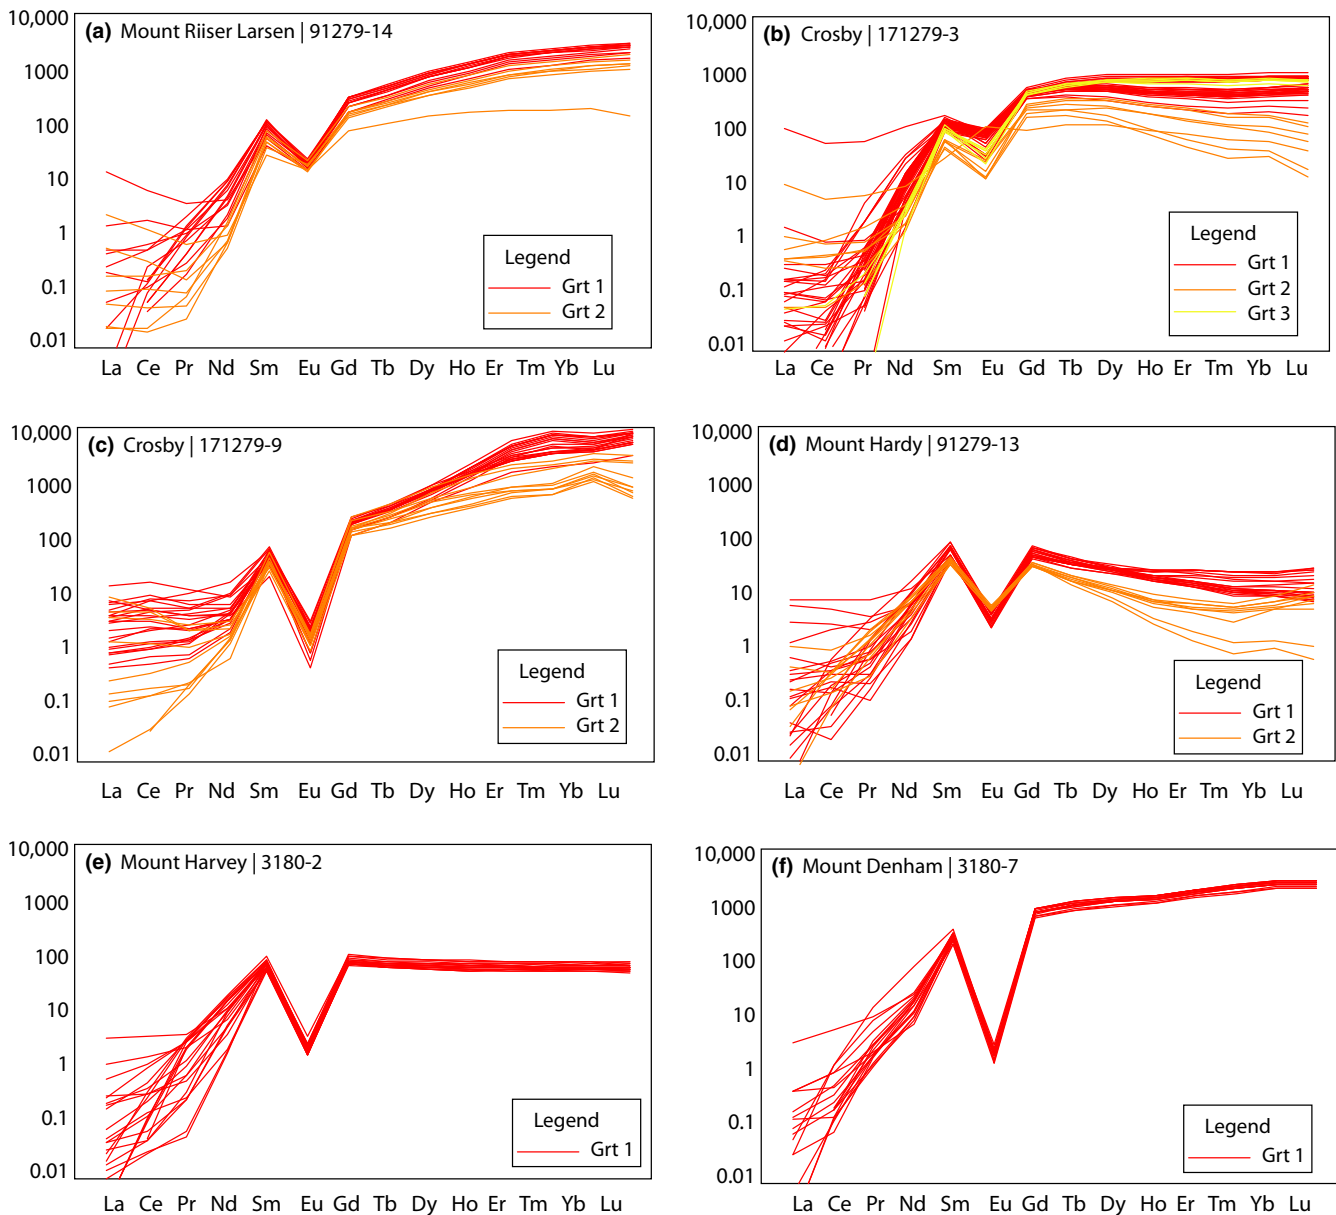 (a) Mount Riiser Larsen | 91279-14
10,000
1000
100
10
1
0.1
0.01
Legend
Grt 1
Grt 2
La Ce Pr Nd Sm Eu Gd Tb Dy Ho Er Tm Yb Lu
(b) Crosby | 171279-3
10,000
1000
100
10
1
0.1
0.01
Legend
Grt 1
Grt 2
Grt 3
La Ce Pr Nd Sm Eu Gd Tb Dy Ho Er Tm Yb Lu
(c) Crosby | 171279-9
10,000
1000
100
10
1
0.1
0.01
Legend
Grt 1
Grt 2
La Ce Pr Nd Sm Eu Gd Tb Dy Ho Er Tm Yb Lu
(d) Mount Hardy | 91279-13
10,000
1000
100
10
1
0.1
0.01
Legend
Grt 1
Grt 2
La Ce Pr Nd Sm Eu Gd Tb Dy Ho Er Tm Yb Lu
(e) Mount Harvey | 3180-2
10,000
1000
100
10
1
0.1
0.01
Legend
Grt 1
La Ce Pr Nd Sm Eu Gd Tb Dy Ho Er Tm Yb Lu
(f) Mount Denham | 3180-7
10,000
1000
100
10
1
0.1
0.01
Legend
Grt 1
La Ce Pr Nd Sm Eu Gd Tb Dy Ho Er Tm Yb Lu